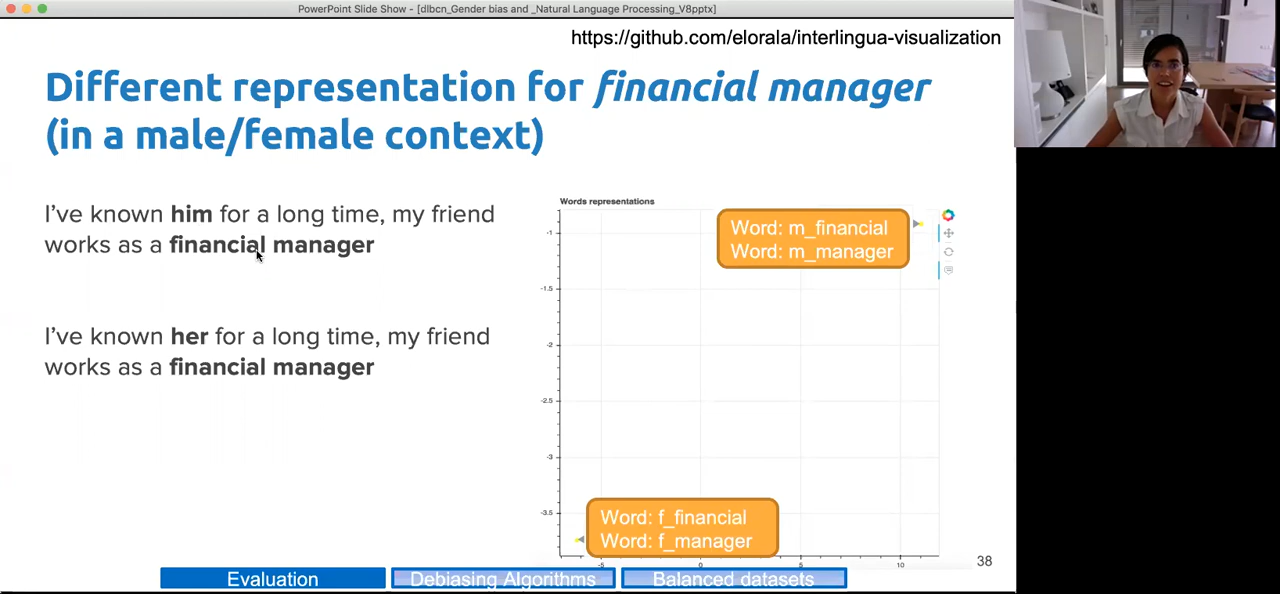 PowerPoint Slide Show - [dlbcn_Gender bias and _Natural Language Processing_V8pptx]
https://github.com/elorala/interlingua-visualization
Different representation for financial manager
(in a male/female context)
I've known him for a long time, my friend
works as a financial manager
I've known her for a long time, my friend
works as a financial manager
Words representations
Word: m_financial
Word: m_manager
-1
-1.5
-2
-2.5
-3
-3.5
Word: f_financial
Word: f_manager
-5
0
5
10
38
Evaluation
Debiasing Algorithms
Balanced datasets